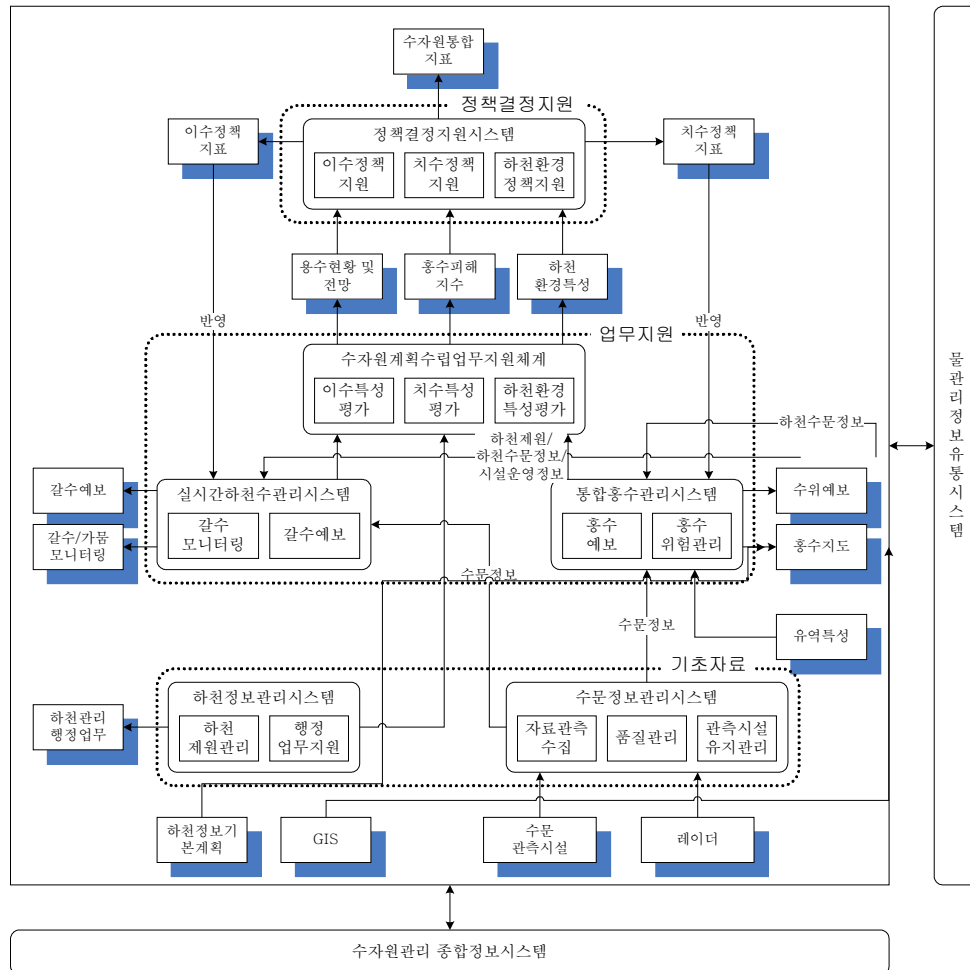 수자원통합
지표
정책결정지원
이수정책
지표
정책결정지원시스템
치수정책
지표
이수정책
지원
치수정책
지원
하천환경
정책지원
용수현황 및
전망
홍수피해
지수
하천
환경특성
반영
반영
업무지원
수자원계획수립업무지원체계
이수특성
평가
치수특성
평가
하천환경
특성평가
물관리정보유통시스템
하천수문정보
하천제원/
하천수문정보/
시설운영정보
갈수예보
실시간하천수관리시스템
통합홍수관리시스템
수위예보
갈수/가뭄
모니터링
갈수
모니터링
갈수예보
홍수
예보
홍수
위험관리
홍수지도
수문정보
수문정보
유역특성
기초자료
하천정보관리시스템
수문정보관리시스템
하천관리
행정업무
하천
제원관리
행정
업무지원
자료관측
수집
품질관리
관측시설
유지관리
하천정보기
본계획
GIS
수문
관측시설
레이더
수자원관리 종합정보시스템